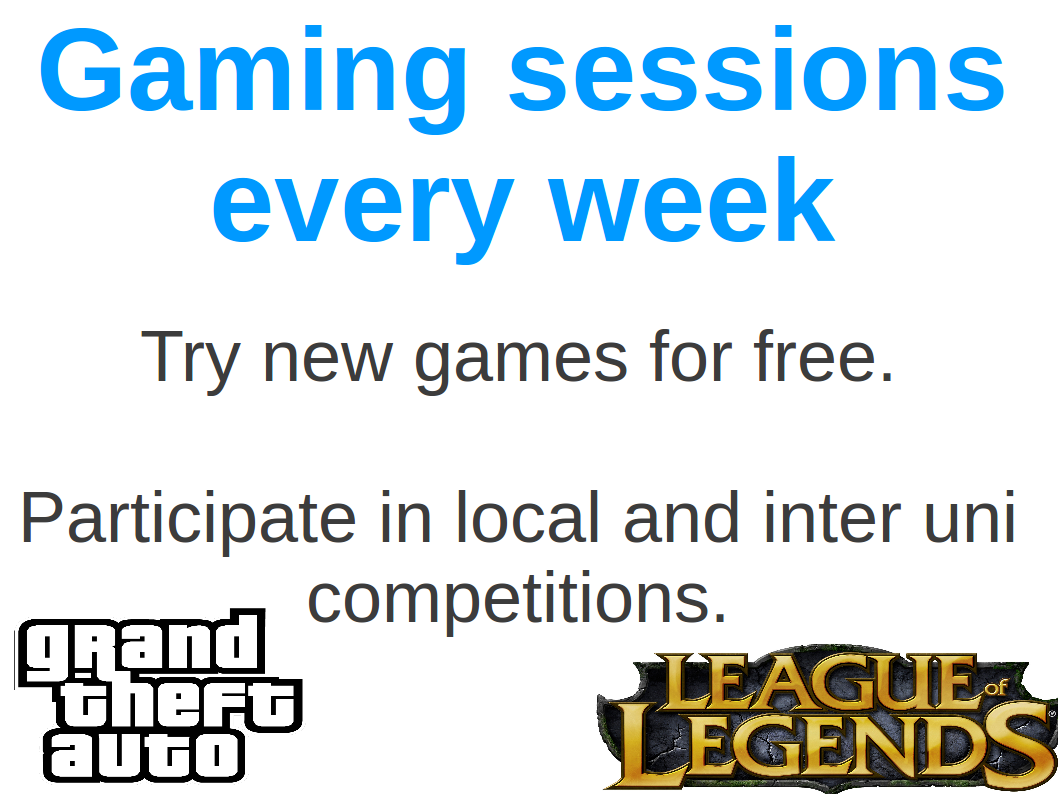 Gaming sessions
every week
Try new games for free.
Participate in local and inter uni
competitions.
grand
theft
auto
LEAGUE of
LEGENDS®